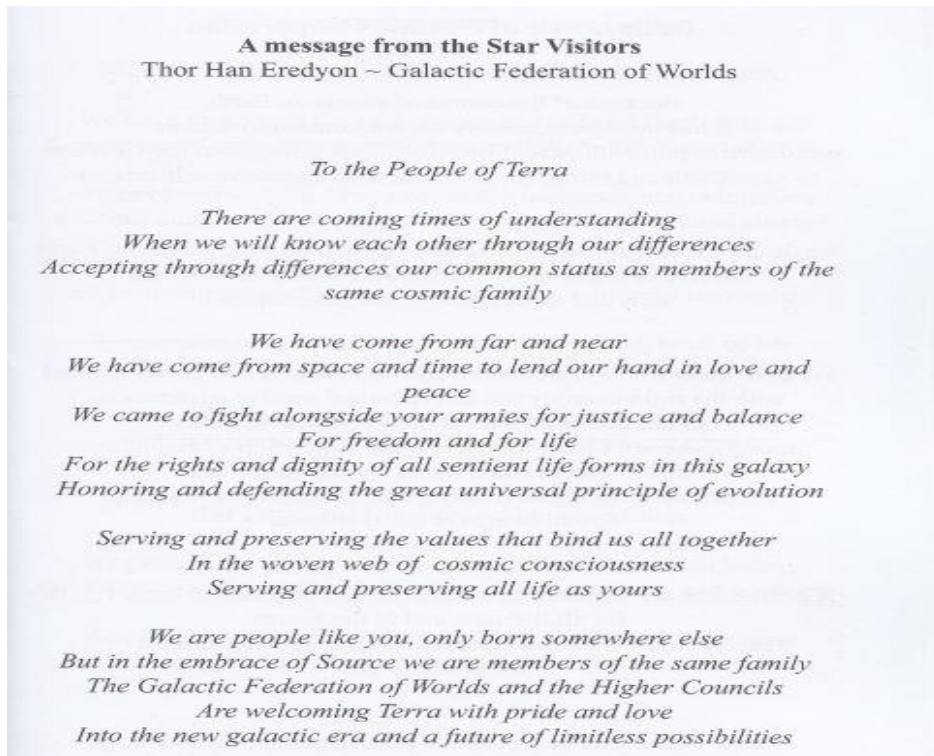 A message from the Star Visitors
Thor Han Eredyon ~ Galactic Federation of Worlds
To the People of Terra
There are coming times of understanding
When we will know each other through our differences
Accepting through differences our common status as members of the
same cosmic family
We have come from far and near
We have come from space and time to lend our hand in love and
peace
We came to fight alongside your armies for justice and balance
For freedom and for life
For the rights and dignity of all sentient life forms in this galaxy
Honoring and defending the great universal principle of evolution
Serving and preserving the values that bind us all together
In the woven web of cosmic consciousness
Serving and preserving all life as yours
We are people like you, only born somewhere else
But in the embrace of Source we are members of the same family
The Galactic Federation of Worlds and the Higher Councils
Are welcoming Terra with pride and love
Into the new galactic era and a future of limitless possibilities